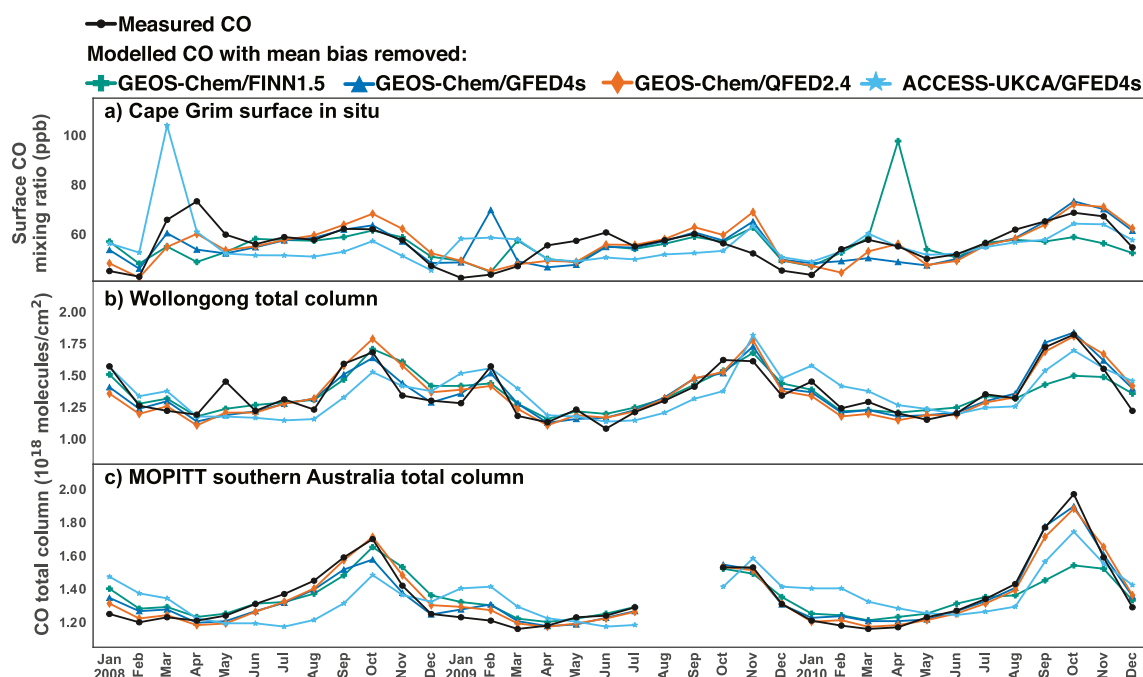 Measured CO
Modelled CO with mean bias removed:
GEOS-Chem/FINN1.5 GEOS-Chem/GFED4s GEOS-Chem/QFED2.4 ACCESS-UKCA/GFED4s
a) Cape Grim surface in situ
Surface CO
mixing ratio (ppb)
100
80
60
b) Wollongong total column
CO total column (10^18 molecules/cm^2)
2.00
1.75
1.50
1.25
1.00
c) MOPITT southern Australia total column
2.00
1.80
1.60
1.40
1.20
Jan Feb Mar Apr May Jun Jul Aug Sep Oct Nov Dec Jan Feb Mar Apr May Jun Jul Aug Sep Oct Nov Dec Jan Feb Mar Apr May Jun Jul Aug Sep Oct Nov Dec
2008 2009 2010